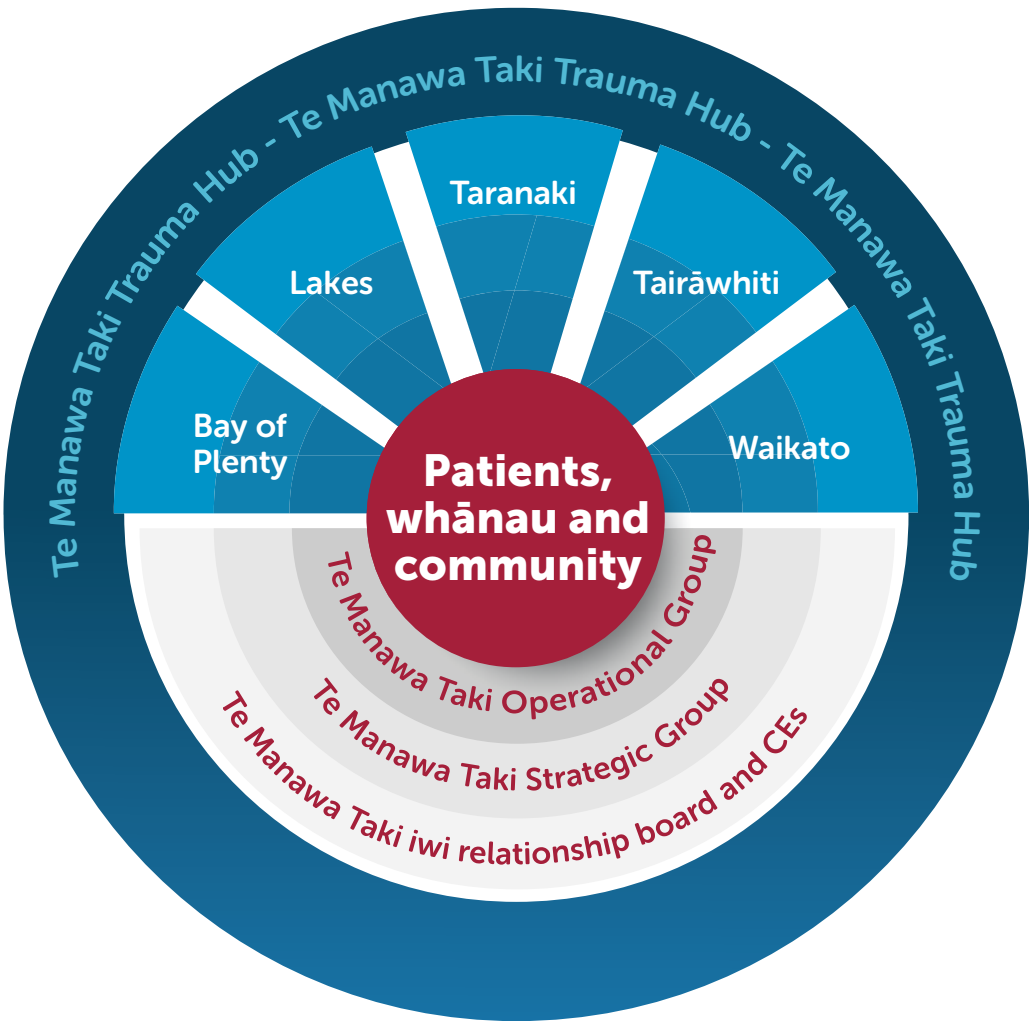 Te Manawa Taki Trauma Hub - Te Manawa Taki Trauma Hub - Te Manawa Taki Trauma Hub
Taranaki
Lakes
Tairāwhiti
Bay of
Plenty
Waikato
Patients,
whānau and
community
Te Manawa Taki Operational Group
Te Manawa Taki Strategic Group
Te Manawa Taki iwi relationship board and CEs